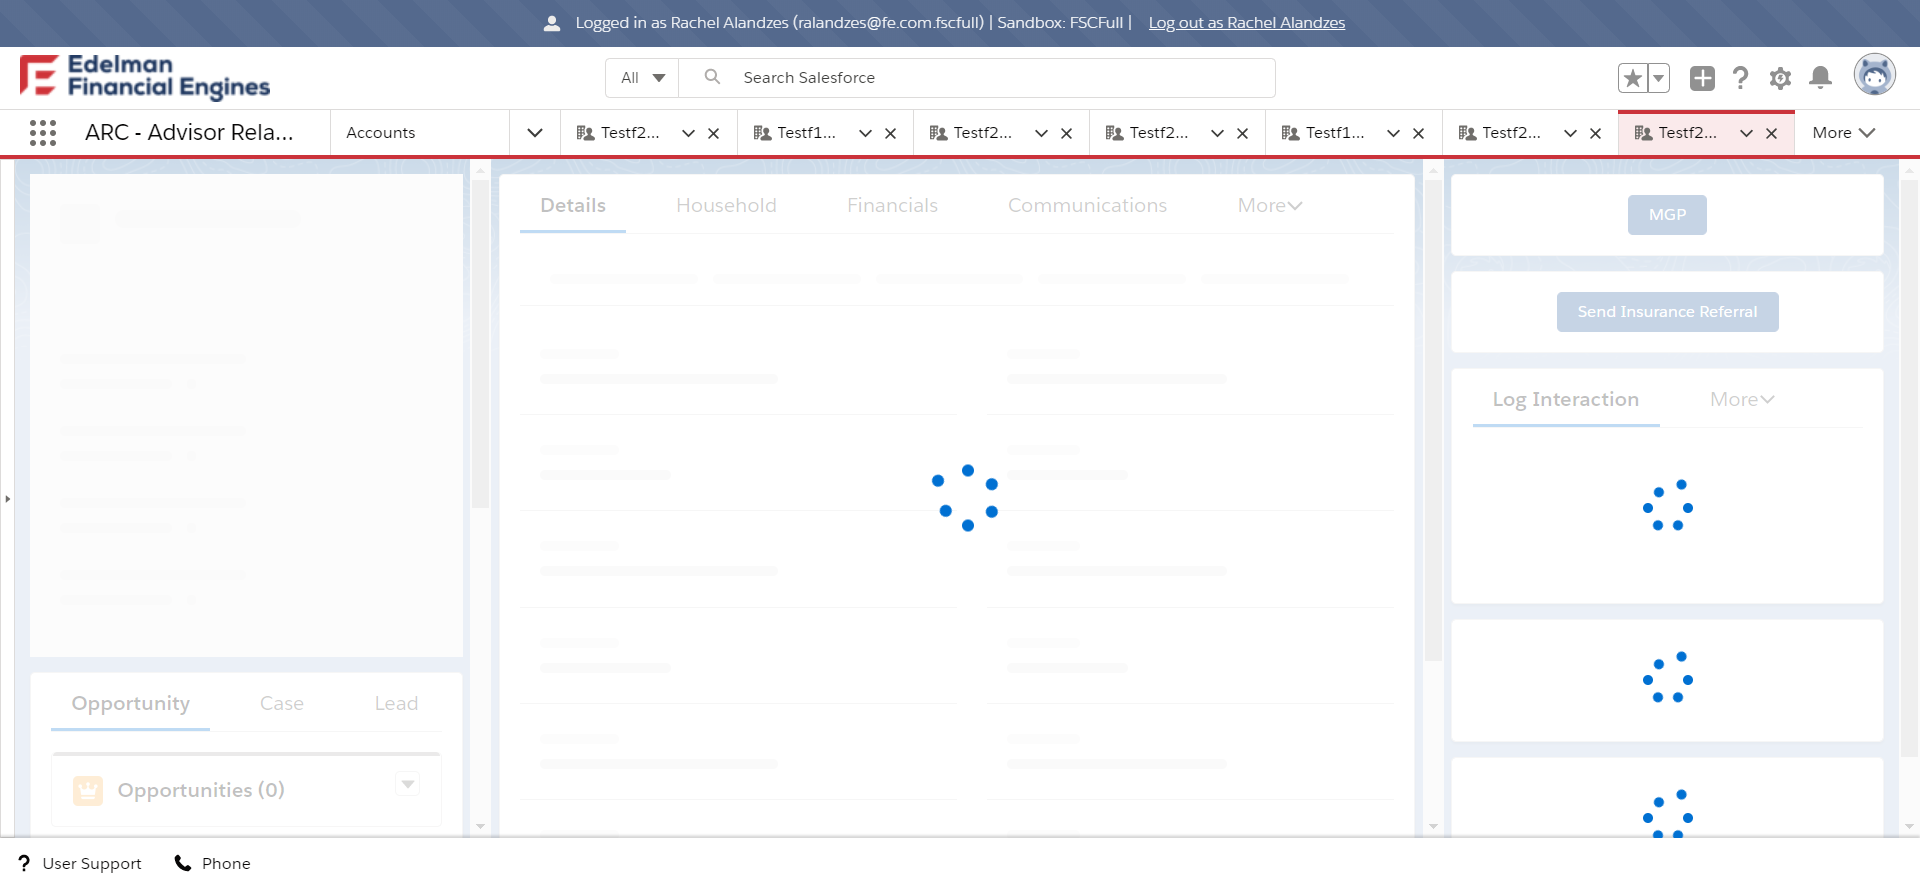 Logged in as Rachel Alandzes (ralandzes@fe.com.fscfull) | Sandbox: FSCFull | Log out as Rachel Alandzes
Edelman
Financial Engines
All
Search Salesforce
ARC - Advisor Rela...
Accounts
Testf2...
Testf1...
Testf2...
Testf2...
Testf1...
Testf2...
Testf2...
More
Details
Household
Financials
Communications
More
MGP
Send Insurance Referral
Log Interaction
More
Opportunity
Case
Lead
Opportunities (0)
User Support
Phone